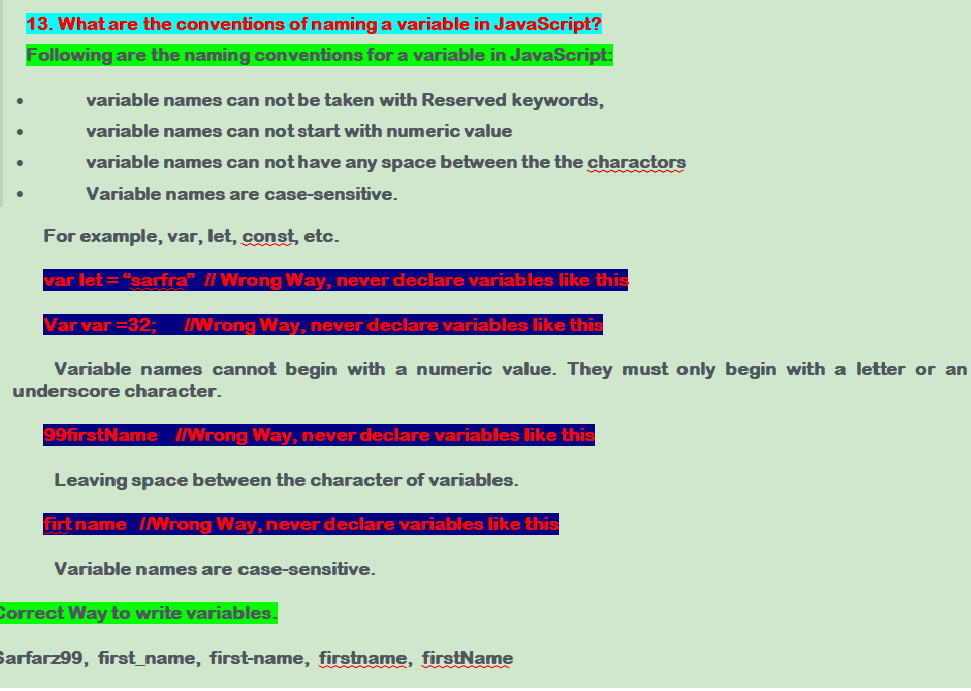 13. What are the conventions of naming a variable in JavaScript?
Following are the naming conventions for a variable in JavaScript:
• variable names can not be taken with Reserved keywords,
• variable names can not start with numeric value
• variable names can not have any space between the the charactors
• Variable names are case-sensitive.
For example, var, let, const, etc.
var let = “sarfra” // Wrong Way, never declare variables like this
Var var =32; //Wrong Way, never declare variables like this
Variable names cannot begin with a numeric value. They must only begin with a letter or an
underscore character.
99firstName //Wrong Way, never declare variables like this
Leaving space between the character of variables.
firt name //Wrong Way, never declare variables like this
Variable names are case-sensitive.
Correct Way to write variables.
Sarfarz99, first_name, first-name, firstname, firstName